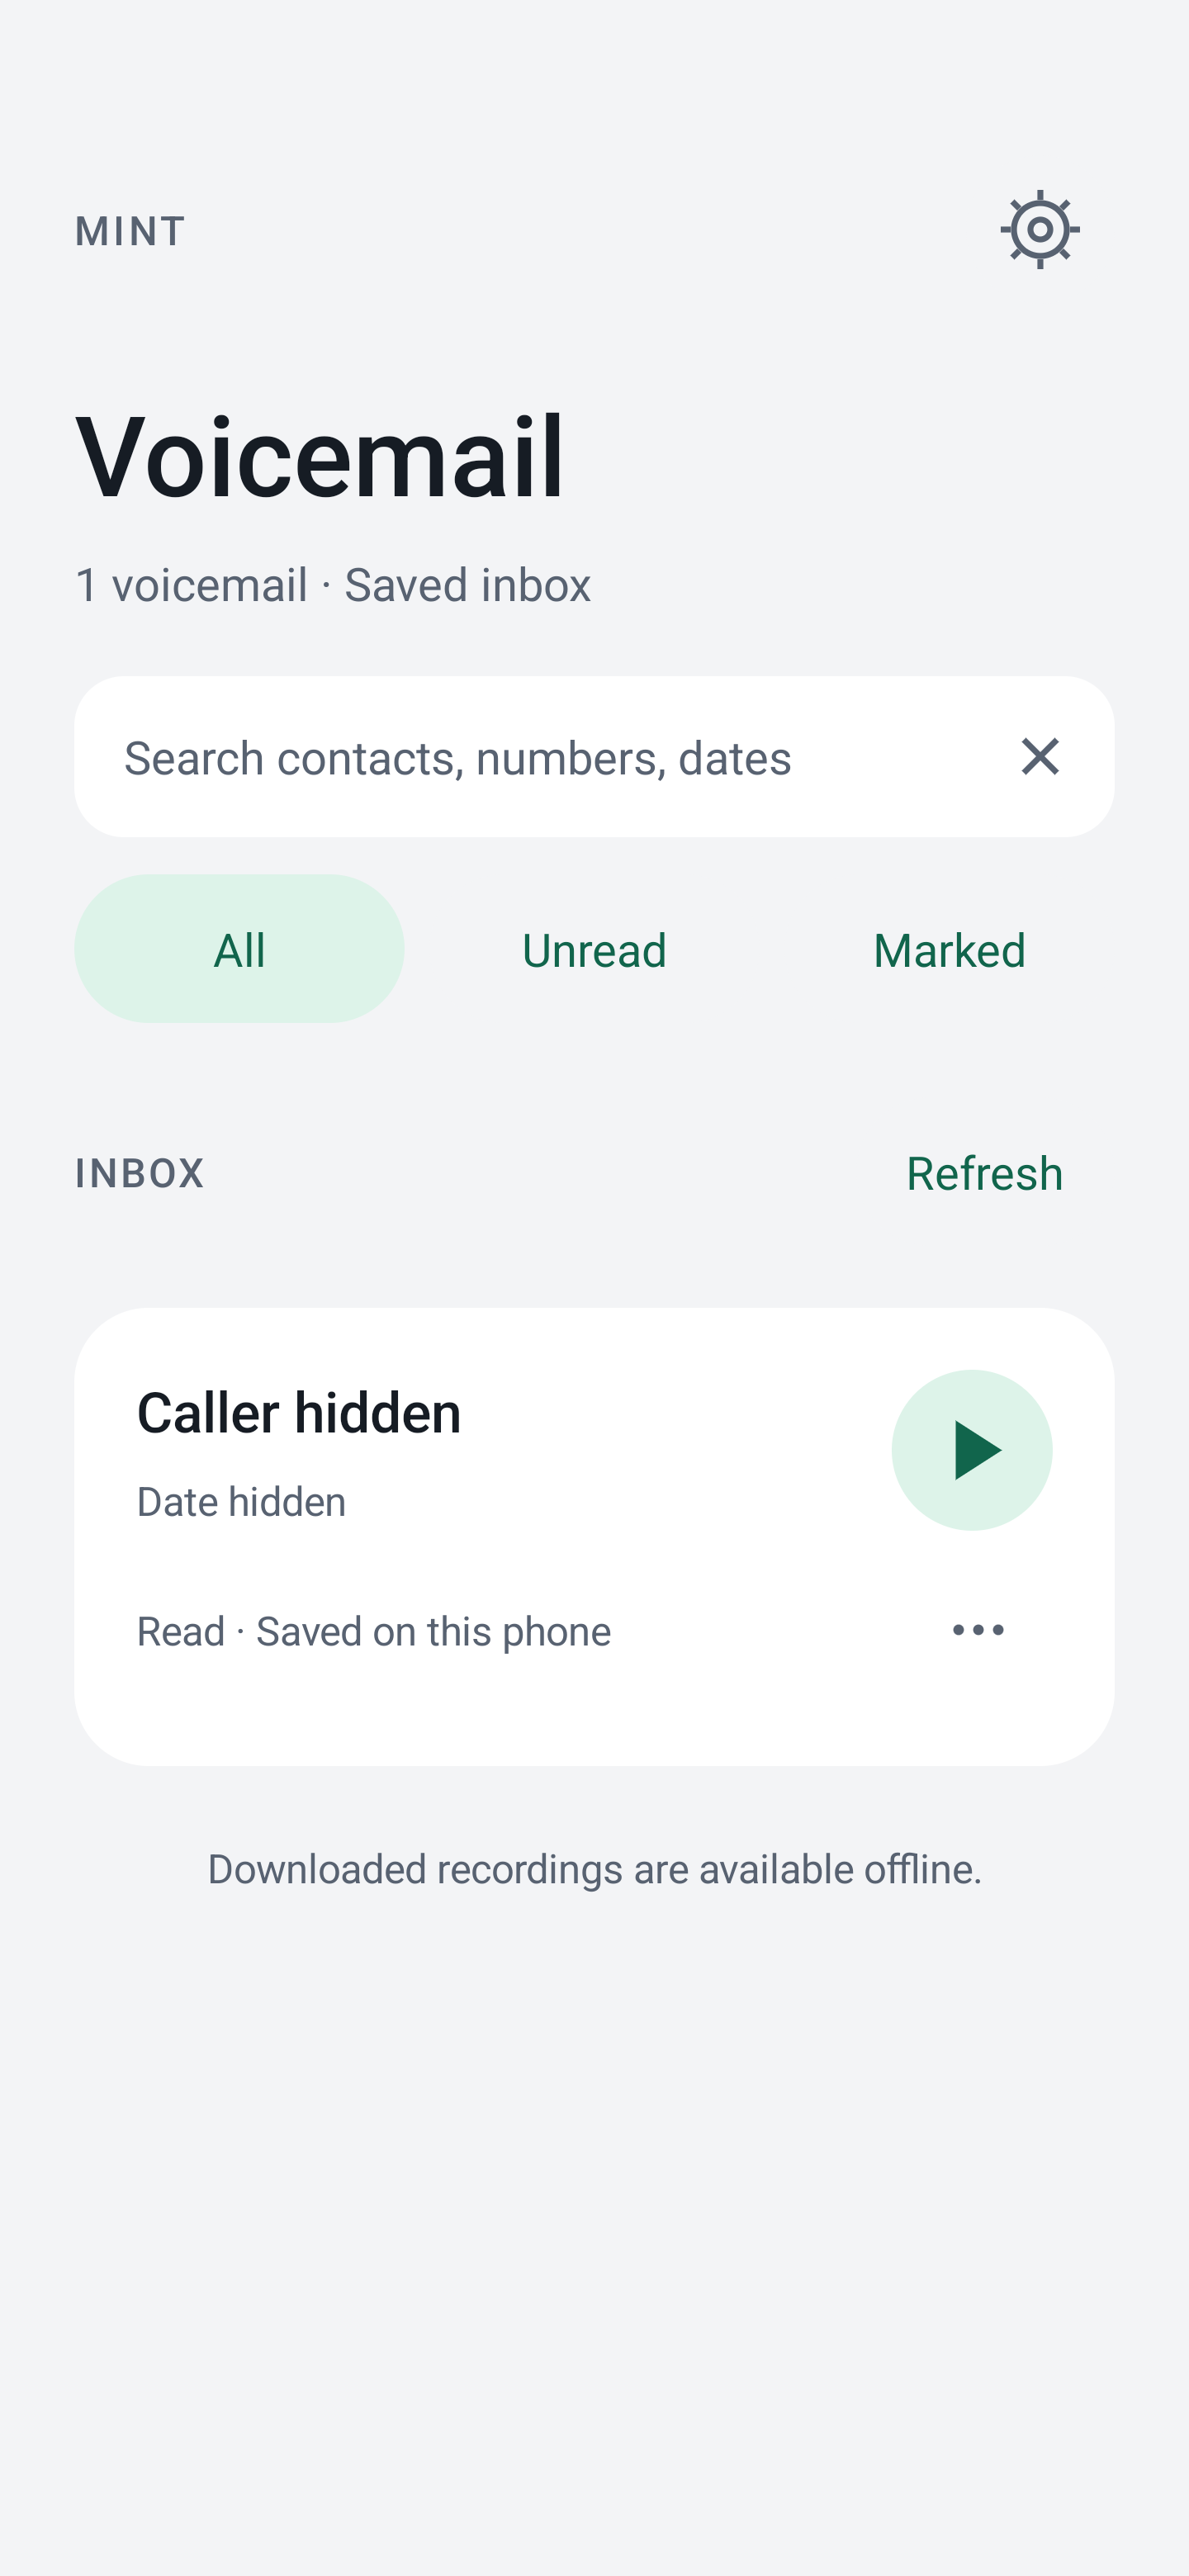 MINT
Voicemail
1 voicemail · Saved inbox
Search contacts, numbers, dates
All Unread Marked
INBOX Refresh
Caller hidden
Date hidden
Read · Saved on this phone
Downloaded recordings are available offline.